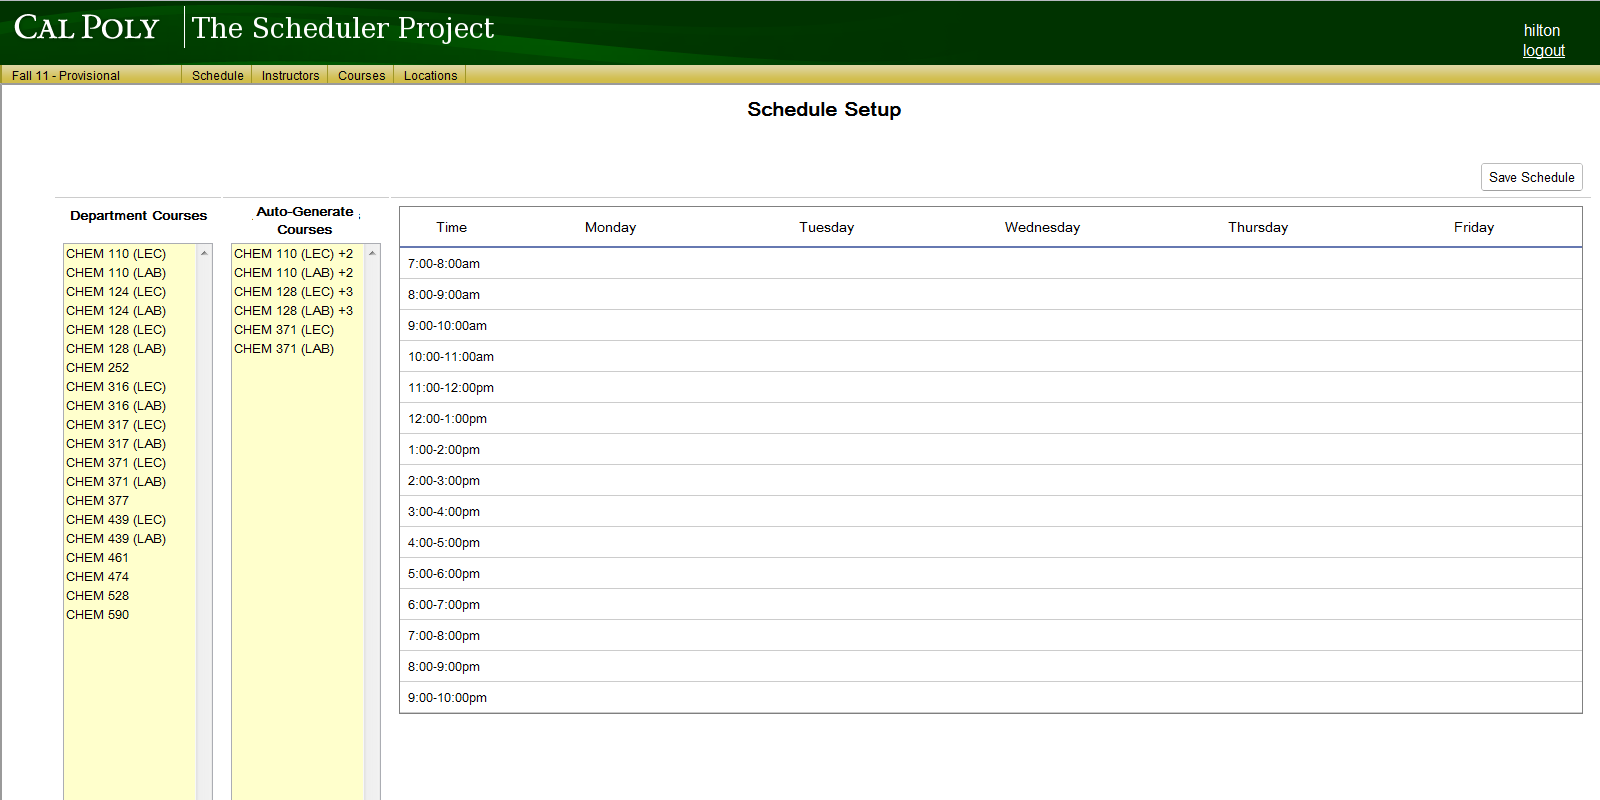 CAL POLY The Scheduler Project
hilton
logout
Fall 11 - Provisional Schedule Instructors Courses Locations
Schedule Setup
Save Schedule
Department Courses
CHEM 110 (LEC)
CHEM 110 (LAB)
CHEM 124 (LEC)
CHEM 124 (LAB)
CHEM 128 (LEC)
CHEM 128 (LAB)
CHEM 252
CHEM 316 (LEC)
CHEM 316 (LAB)
CHEM 317 (LEC)
CHEM 317 (LAB)
CHEM 371 (LEC)
CHEM 371 (LAB)
CHEM 377
CHEM 439 (LEC)
CHEM 439 (LAB)
CHEM 461
CHEM 474
CHEM 528
CHEM 590
Auto-Generate
Courses
CHEM 110 (LEC) +2
CHEM 110 (LAB) +2
CHEM 128 (LEC) +3
CHEM 128 (LAB) +3
CHEM 371 (LEC)
CHEM 371 (LAB)
Time Monday Tuesday Wednesday Thursday Friday
7:00-8:00am
8:00-9:00am
9:00-10:00am
10:00-11:00am
11:00-12:00pm
12:00-1:00pm
1:00-2:00pm
2:00-3:00pm
3:00-4:00pm
4:00-5:00pm
5:00-6:00pm
6:00-7:00pm
7:00-8:00pm
8:00-9:00pm
9:00-10:00pm